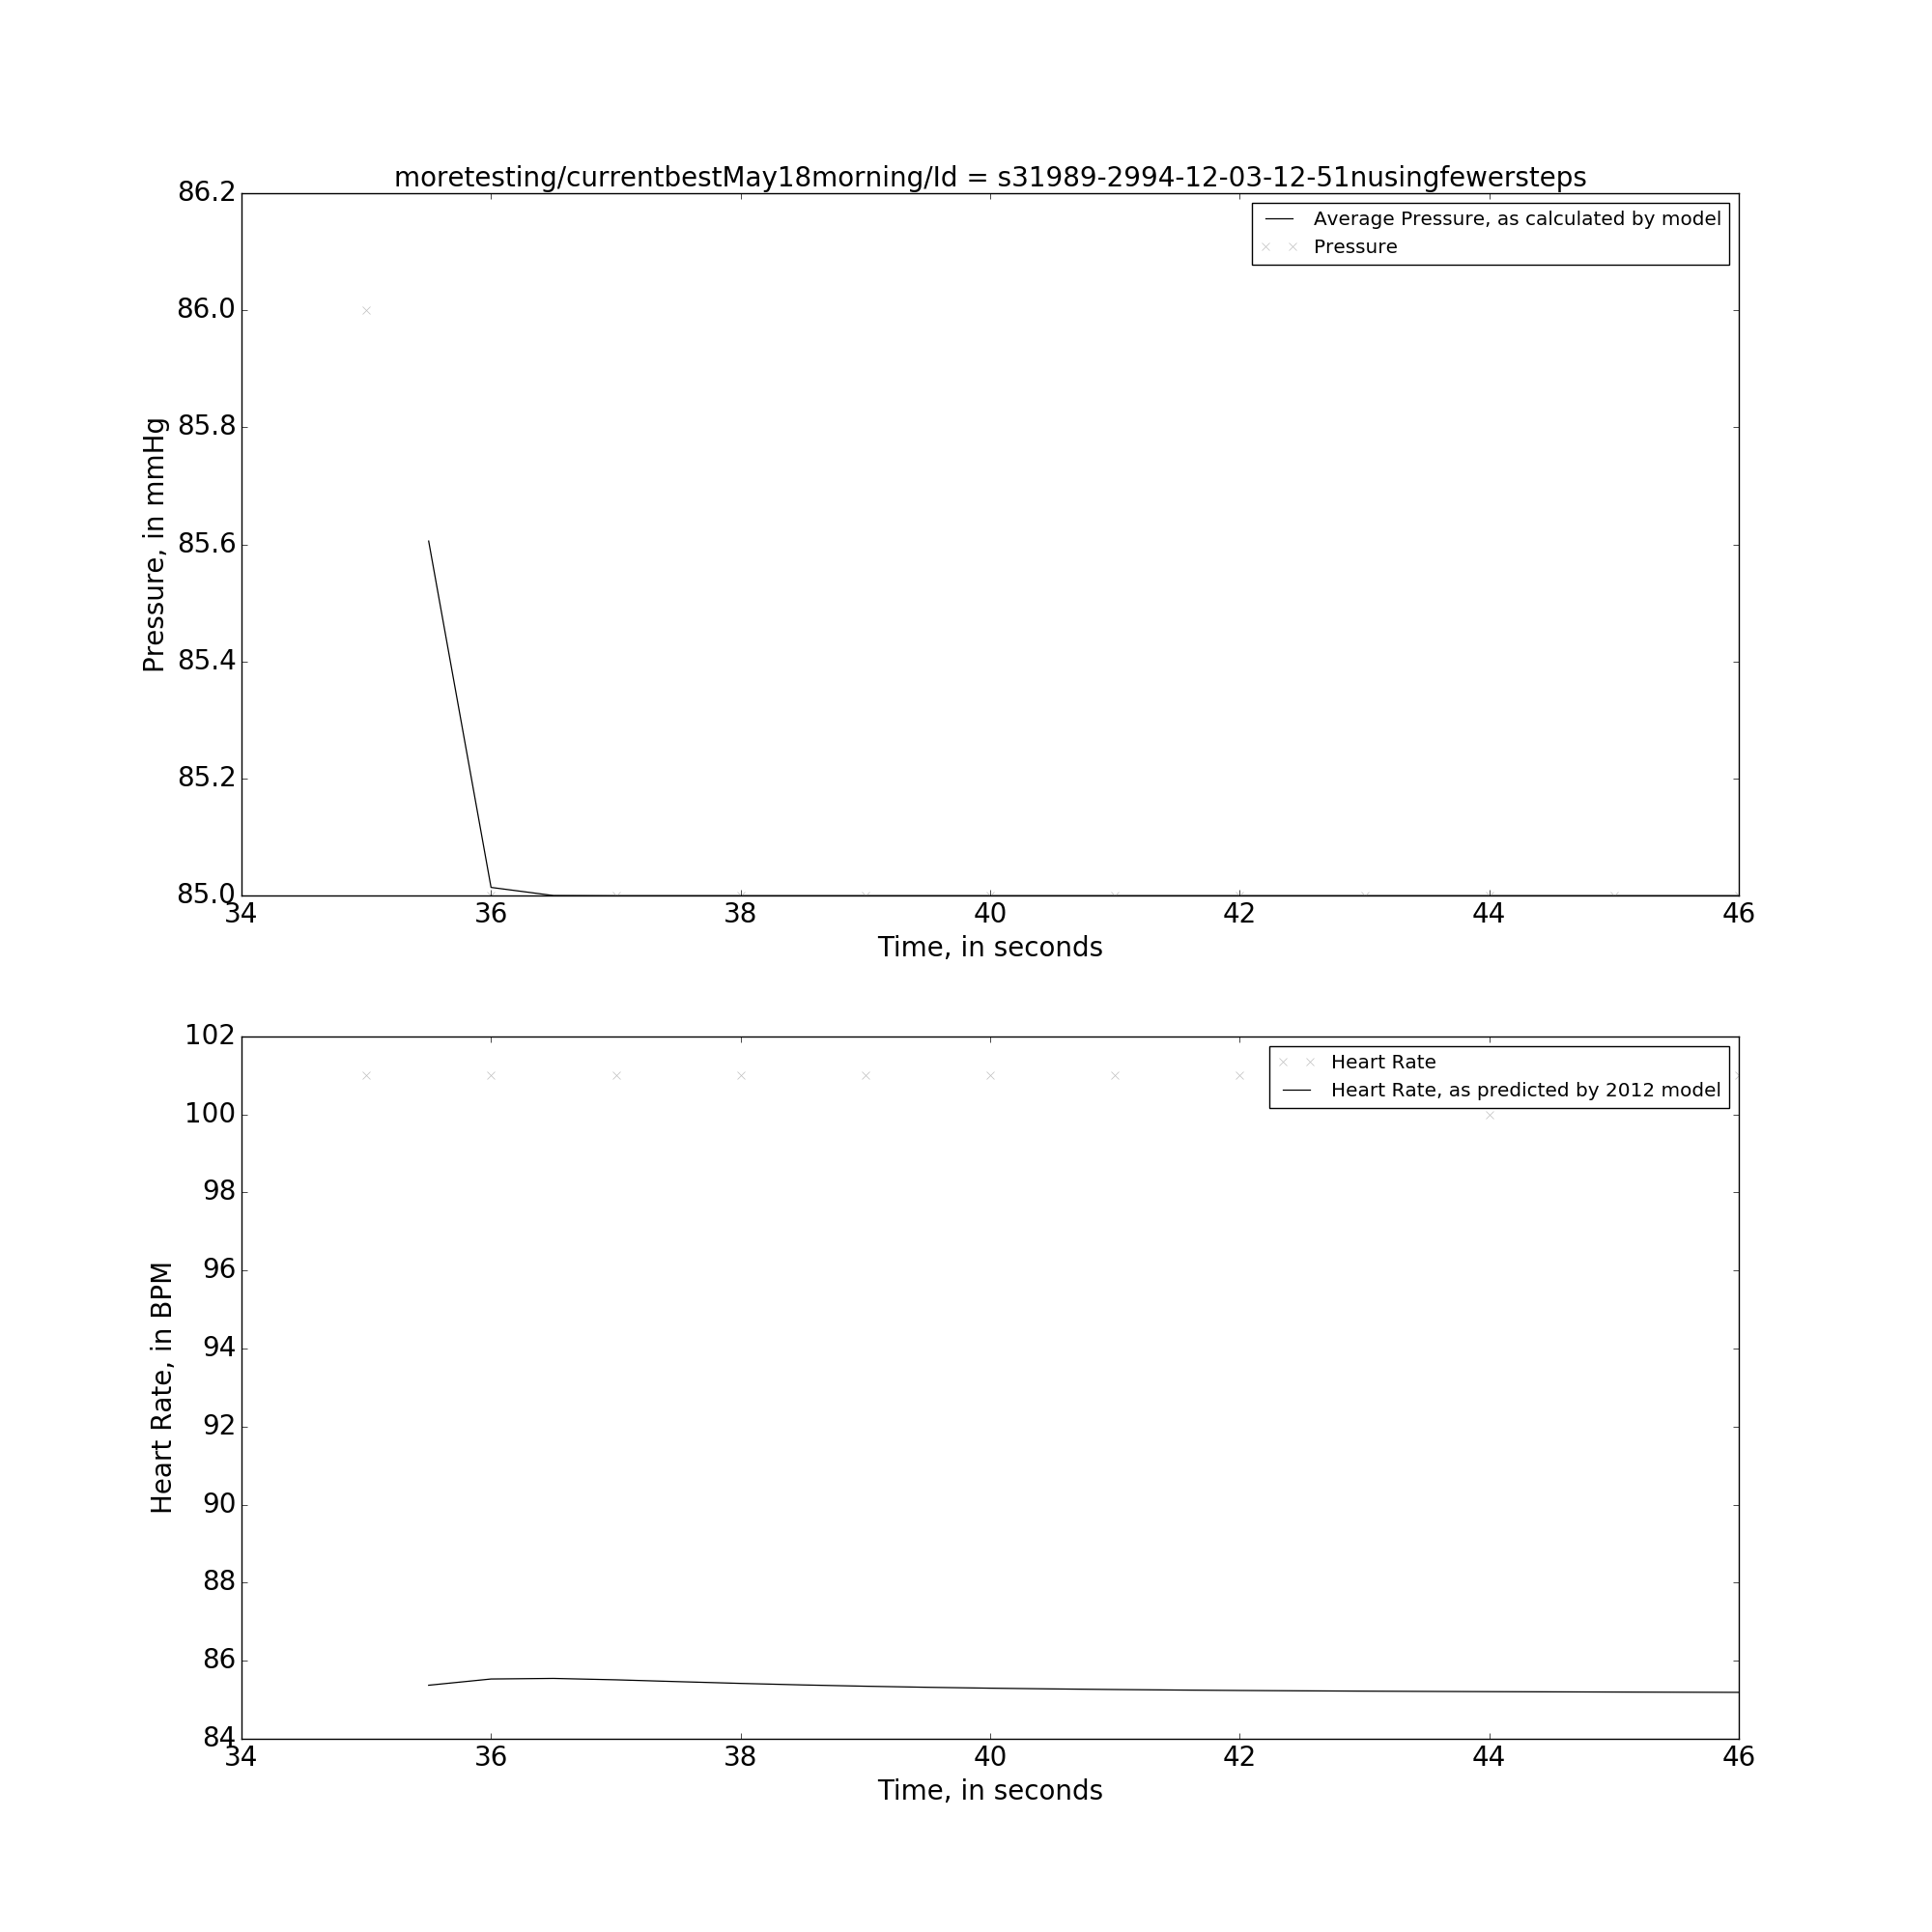 moretesting/currentbestMay18morning/Id = s31989-2994-12-03-12-51nusingfewersteps
86.2
86.0
85.8
85.6
85.4
85.2
85.0
Pressure, in mmHg
Average Pressure, as calculated by model
Pressure
34 36 38 40 42 44 46
Time, in seconds
102
100
98
96
94
92
90
88
86
84
Heart Rate, in BPM
Heart Rate
Heart Rate, as predicted by 2012 model
34 36 38 40 42 44 46
Time, in seconds